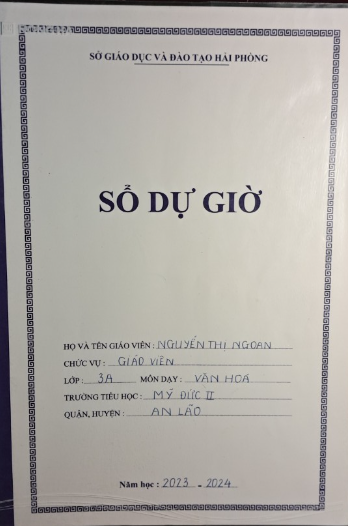 SỞ GIÁO DỤC VÀ ĐÀO TẠO HẢI PHÒNG
SỔ DỰ GIỜ
HỌ VÀ TÊN GIÁO VIÊN : NGUYỄN THỊ NGOAN
CHỨC VỤ : GIÁO VIÊN
LỚP : 3A MÔN DẠY : VĂN HOÁ
TRƯỜNG TIỂU HỌC : MỸ ĐỨC II
QUẬN, HUYỆN : AN LÃO
Năm học : 2023 - 2024